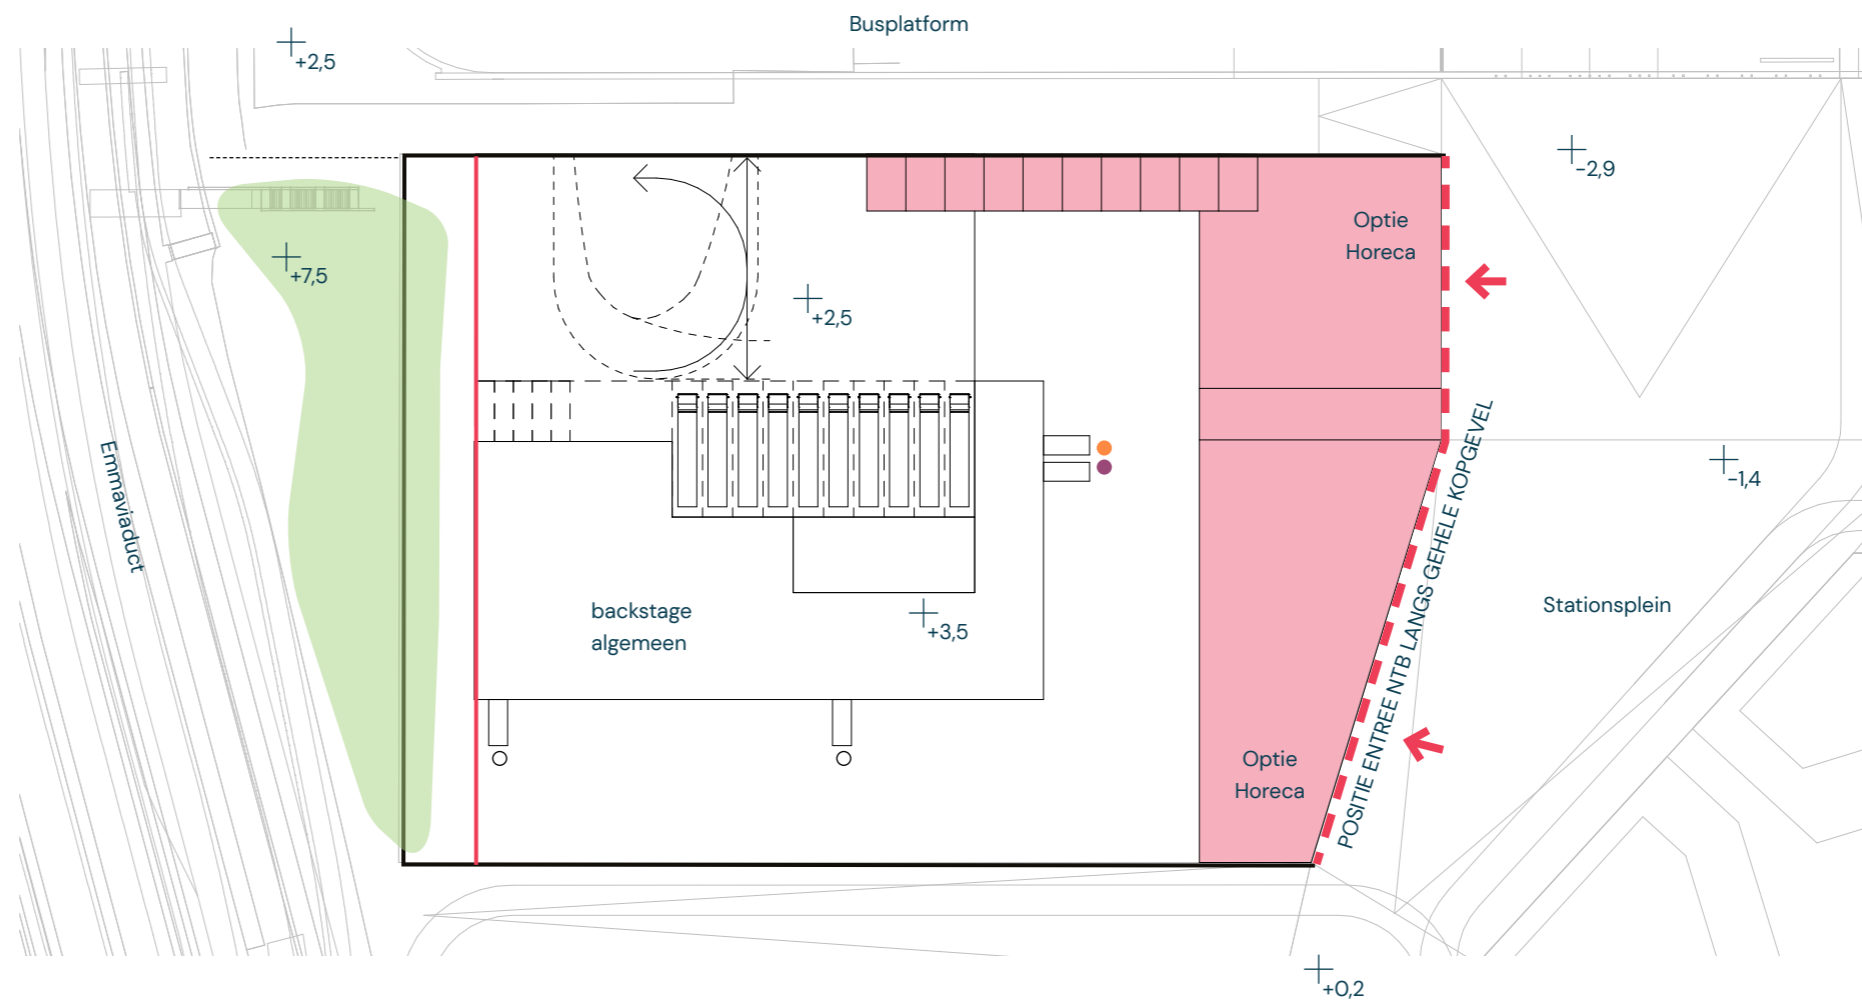 Busplatform
+2,5
-2,9
Optie
Horeca
+7,5
+2,5
Emmaviaduct
-1,4
POSITIE ENTREE NTB LANGS GEHELE KOPGEVEL
backstage
algemeen
+3,5
Stationsplein
Optie
Horeca
+0,2